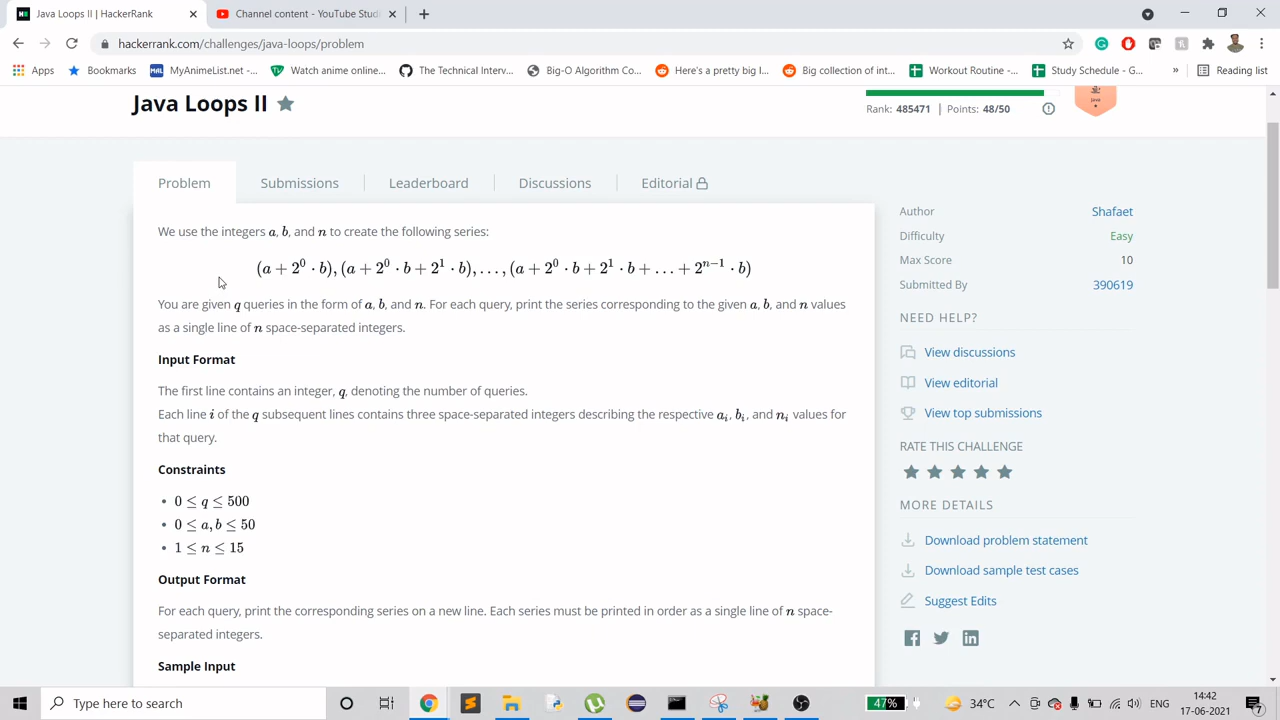 Java Loops II | HackerRank
Channel content - YouTube Stud
hackerrank.com/challenges/java-loops/problem
Apps
Bookmarks
MyAnimeList.net -...
Watch anime online...
The Technical Interv...
Big-O Algorithm Co...
Here's a pretty big l...
Big collection of int...
Workout Routine -...
Study Schedule - G...
»
Reading list
Java Loops II
Rank: 485471 | Points: 48/50
Problem
Submissions
Leaderboard
Discussions
Editorial
We use the integers a, b, and n to create the following series:
(a + 2⁰ · b), (a + 2⁰ · b + 2¹ · b), . . . , (a + 2⁰ · b + 2¹ · b + . . . + 2ⁿ⁻¹ · b)
You are given q queries in the form of a, b, and n. For each query, print the series corresponding to the given a, b, and n values
as a single line of n space-separated integers.
Input Format
The first line contains an integer, q, denoting the number of queries.
Each line i of the q subsequent lines contains three space-separated integers describing the respective aᵢ, bᵢ, and nᵢ values for
that query.
Constraints
• 0 ≤ q ≤ 500
• 0 ≤ a, b ≤ 50
• 1 ≤ n ≤ 15
Output Format
For each query, print the corresponding series on a new line. Each series must be printed in order as a single line of n space-
separated integers.
Sample Input
Author Shafaet
Difficulty Easy
Max Score 10
Submitted By 390619
NEED HELP?
View discussions
View editorial
View top submissions
RATE THIS CHALLENGE
MORE DETAILS
Download problem statement
Download sample test cases
Suggest Edits
Type here to search
47%
34°C
ENG
14:42
17-06-2021
7